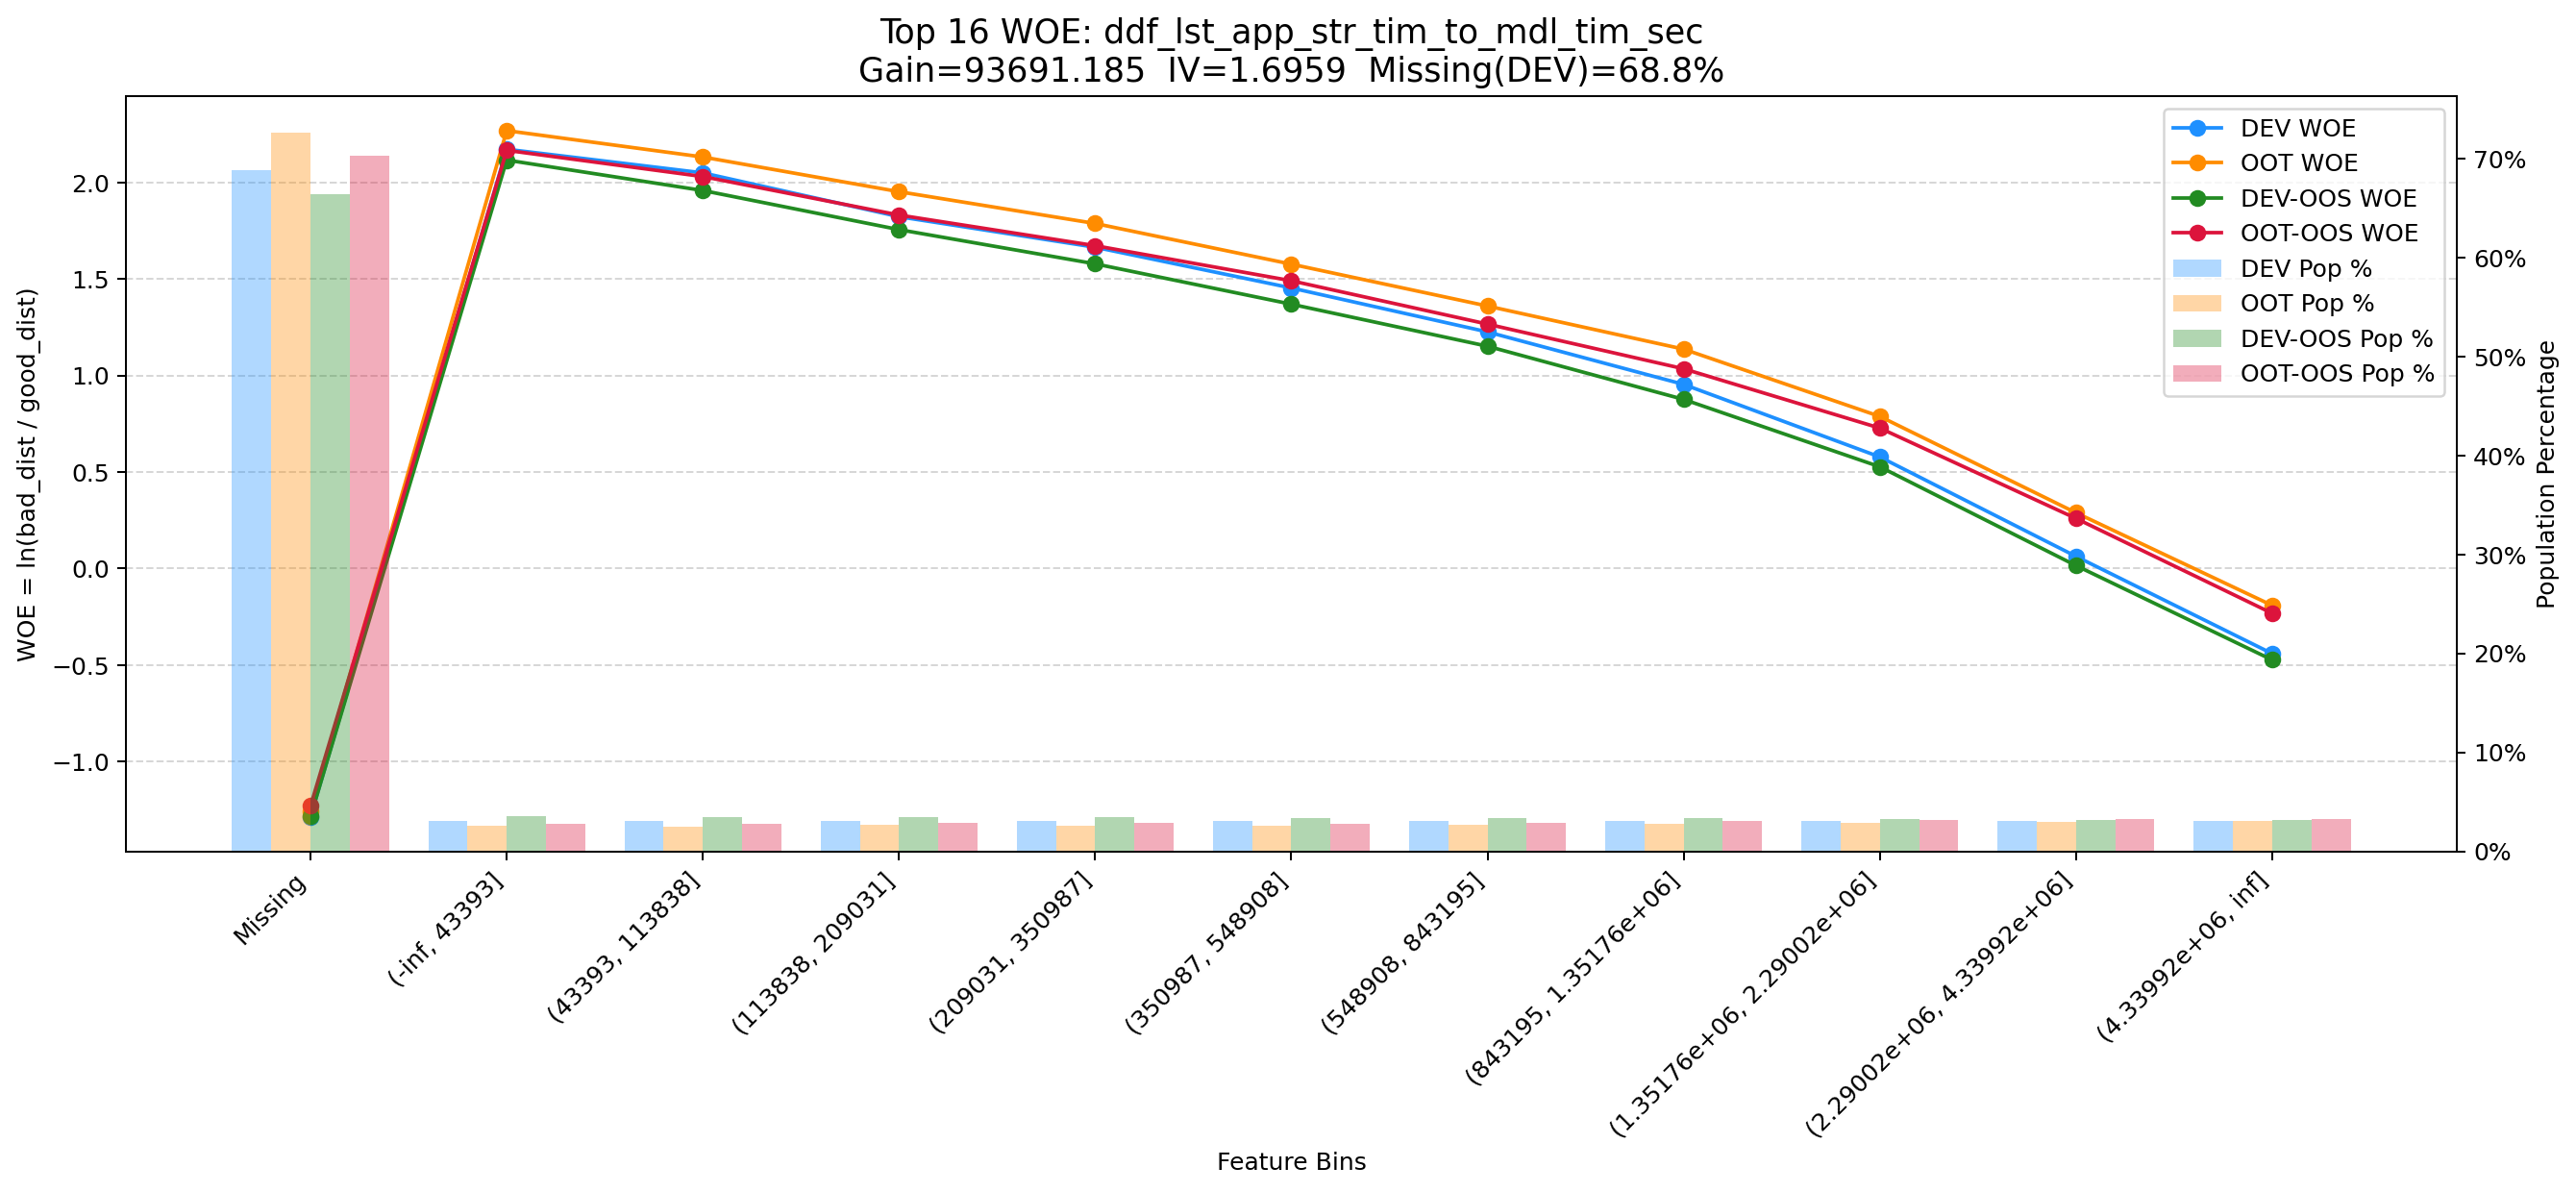 Top 16 WOE: ddf_lst_app_str_tim_to_mdl_tim_sec
Gain=93691.185  IV=1.6959  Missing(DEV)=68.8%
WOE = ln(bad_dist / good_dist)
2.0
1.5
1.0
0.5
0.0
−0.5
−1.0
DEV WOE
OOT WOE
DEV-OOS WOE
OOT-OOS WOE
DEV Pop %
OOT Pop %
DEV-OOS Pop %
OOT-OOS Pop %
70%
60%
50%
40%
30%
20%
10%
0%
Population Percentage
Missing
(-inf, 43393]
(43393, 113838]
(113838, 209031]
(209031, 350987]
(350987, 548908]
(548908, 843195]
(843195, 1.35176e+06]
(1.35176e+06, 2.29002e+06]
(2.29002e+06, 4.33992e+06]
(4.33992e+06, inf]
Feature Bins